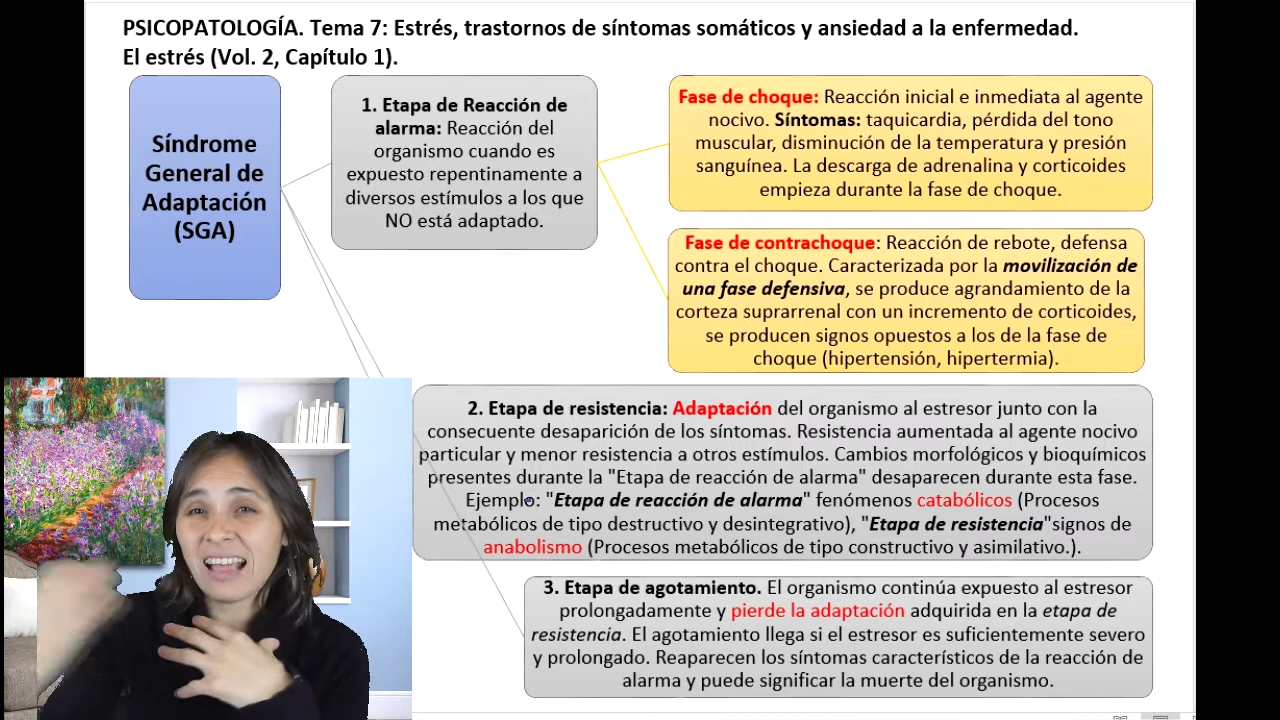 PSICOPATOLOGÍA. Tema 7: Estrés, trastornos de síntomas somáticos y ansiedad a la enfermedad.
El estrés (Vol. 2, Capítulo 1).
Síndrome
General de
Adaptación
(SGA)
1. Etapa de Reacción de
alarma: Reacción del
organismo cuando es
expuesto repentinamente a
diversos estímulos a los que
NO está adaptado.
Fase de choque: Reacción inicial e inmediata al agente
nocivo. Síntomas: taquicardia, pérdida del tono
muscular, disminución de la temperatura y presión
sanguínea. La descarga de adrenalina y corticoides
empieza durante la fase de choque.
Fase de contrachoque: Reacción de rebote, defensa
contra el choque. Caracterizada por la movilización de
una fase defensiva, se produce agrandamiento de la
corteza suprarrenal con un incremento de corticoides,
se producen signos opuestos a los de la fase de
choque (hipertensión, hipertermia).
2. Etapa de resistencia: Adaptación del organismo al estresor junto con la
consecuente desaparición de los síntomas. Resistencia aumentada al agente nocivo
particular y menor resistencia a otros estímulos. Cambios morfológicos y bioquímicos
presentes durante la "Etapa de reacción de alarma" desaparecen durante esta fase.
Ejemplo: "Etapa de reacción de alarma" fenómenos catabólicos (Procesos
metabólicos de tipo destructivo y desintegrativo), "Etapa de resistencia"signos de
anabolismo (Procesos metabólicos de tipo constructivo y asimilativo.).
3. Etapa de agotamiento. El organismo continúa expuesto al estresor
prolongadamente y pierde la adaptación adquirida en la etapa de
resistencia. El agotamiento llega si el estresor es suficientemente severo
y prolongado. Reaparecen los síntomas característicos de la reacción de
alarma y puede significar la muerte del organismo.